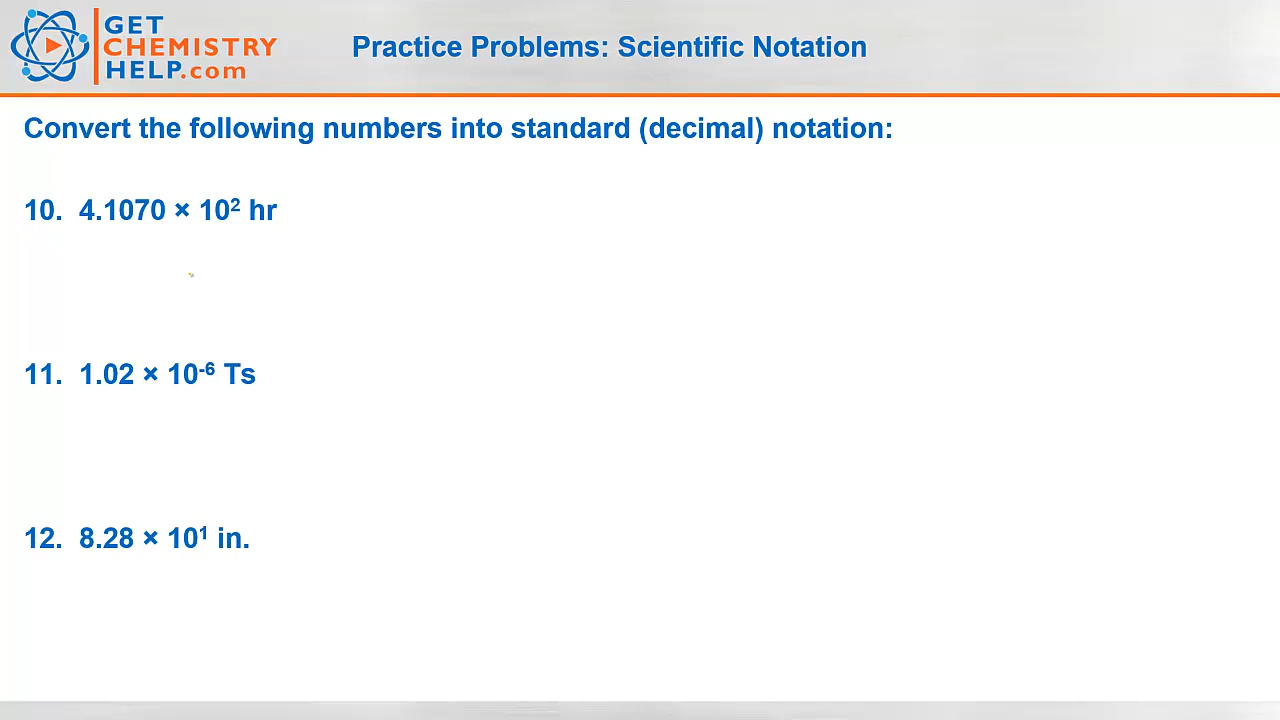 GET
CHEMISTRY
HELP.com
Practice Problems: Scientific Notation
Convert the following numbers into standard (decimal) notation:
10. 4.1070 × 10² hr
11. 1.02 × 10⁻⁶ Ts
12. 8.28 × 10¹ in.